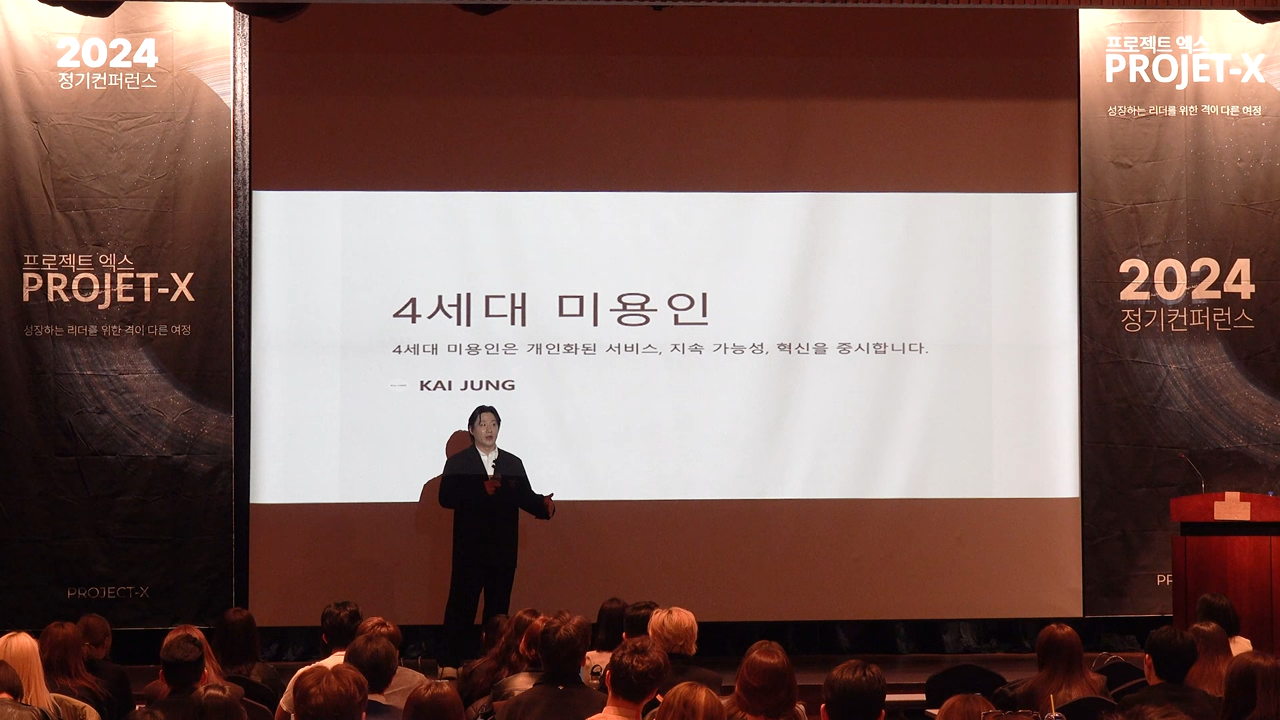 2024
정기컨퍼런스
프로젝트 엑스
PROJET-X
성장하는 리더를 위한 격이 다른 여정
PROJECT-X
4세대 미용인
4세대 미용인은 개인화된 서비스, 지속 가능성, 혁신을 중시합니다.
KAI JUNG
프로젝트 엑스
PROJET-X
성장하는 리더를 위한 격이 다른 여정
2024
정기컨퍼런스
PR